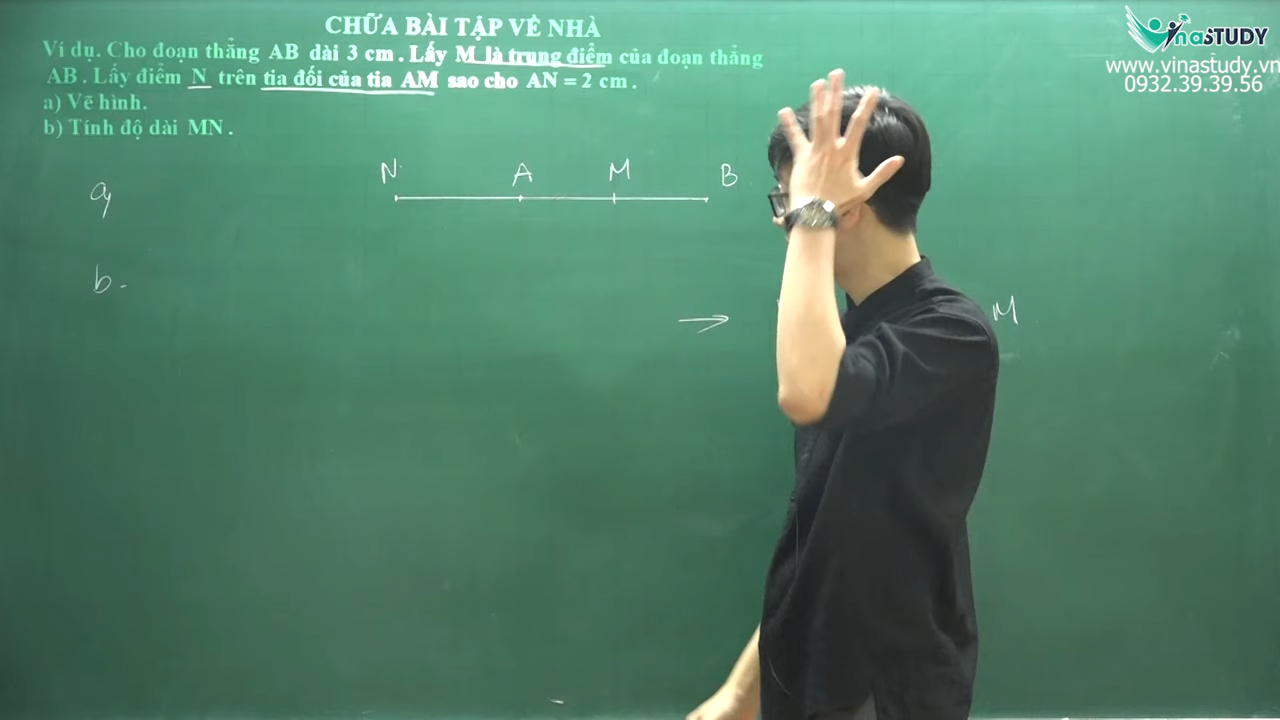 CHỮA BÀI TẬP VỀ NHÀ
Ví dụ. Cho đoạn thẳng AB dài 3 cm. Lấy M là trung điểm của đoạn thẳng
AB. Lấy điểm N trên tia đối của tia AM sao cho AN = 2 cm.
a) Vẽ hình.
b) Tính độ dài MN.
N A M B
a,
b.
→ M
VinaSTUDY
www.vinastudy.vn
0932.39.39.56